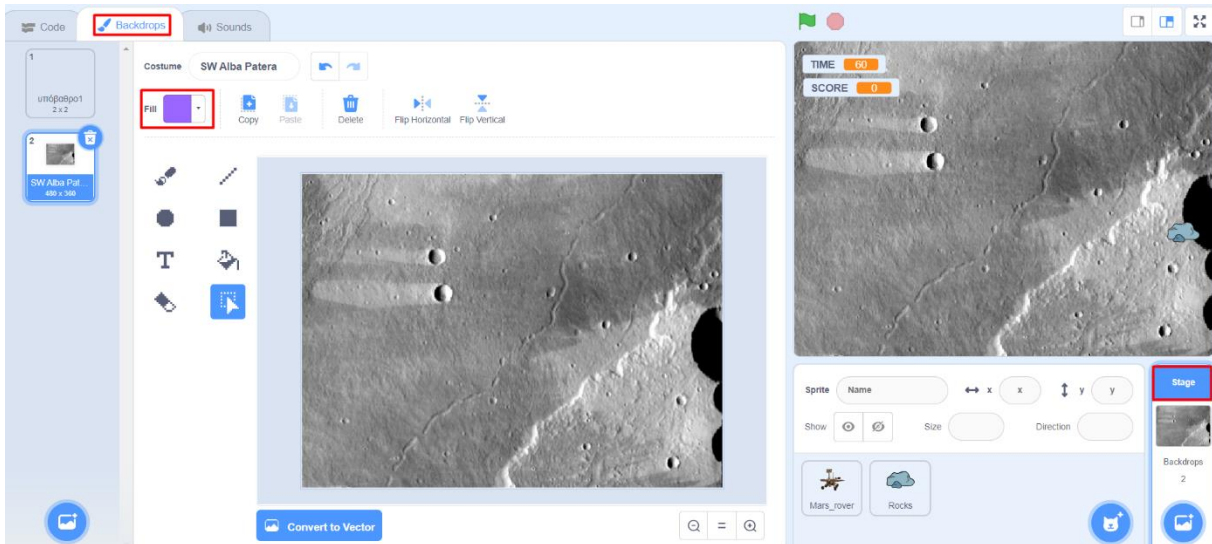 Code
Backdrops
Sounds
1
υπόβαθρο1
2 x 2
2
SW Alba Pat...
480 x 360
Costume
SW Alba Patera
Fill
Copy
Paste
Delete
Flip Horizontal
Flip Vertical
T
Convert to Vector
=
TIME 60
SCORE 0
Sprite
Name
x
x
y
y
Show
Size
Direction
Mars_rover
Rocks
Stage
Backdrops
2